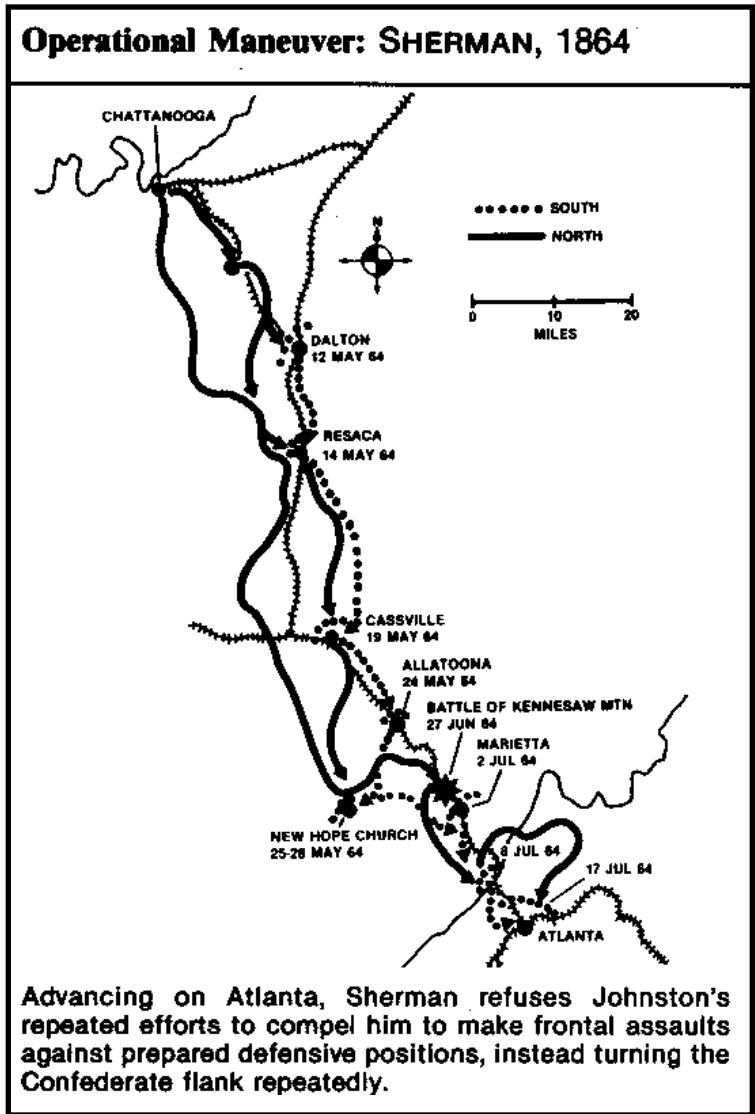 Operational Maneuver: SHERMAN, 1864
CHATTANOOGA
SOUTH
NORTH
N
0 10 20
MILES
DALTON
12 MAY 64
RESACA
14 MAY 64
CASSVILLE
19 MAY 64
ALLATOONA
24 MAY 64
BATTLE OF KENNESAW MTN
27 JUN 64
MARIETTA
2 JUL 64
NEW HOPE CHURCH
25-28 MAY 64
8 JUL 64
17 JUL 64
ATLANTA
Advancing on Atlanta, Sherman refuses Johnston's
repeated efforts to compel him to make frontal assaults
against prepared defensive positions, instead turning the
Confederate flank repeatedly.